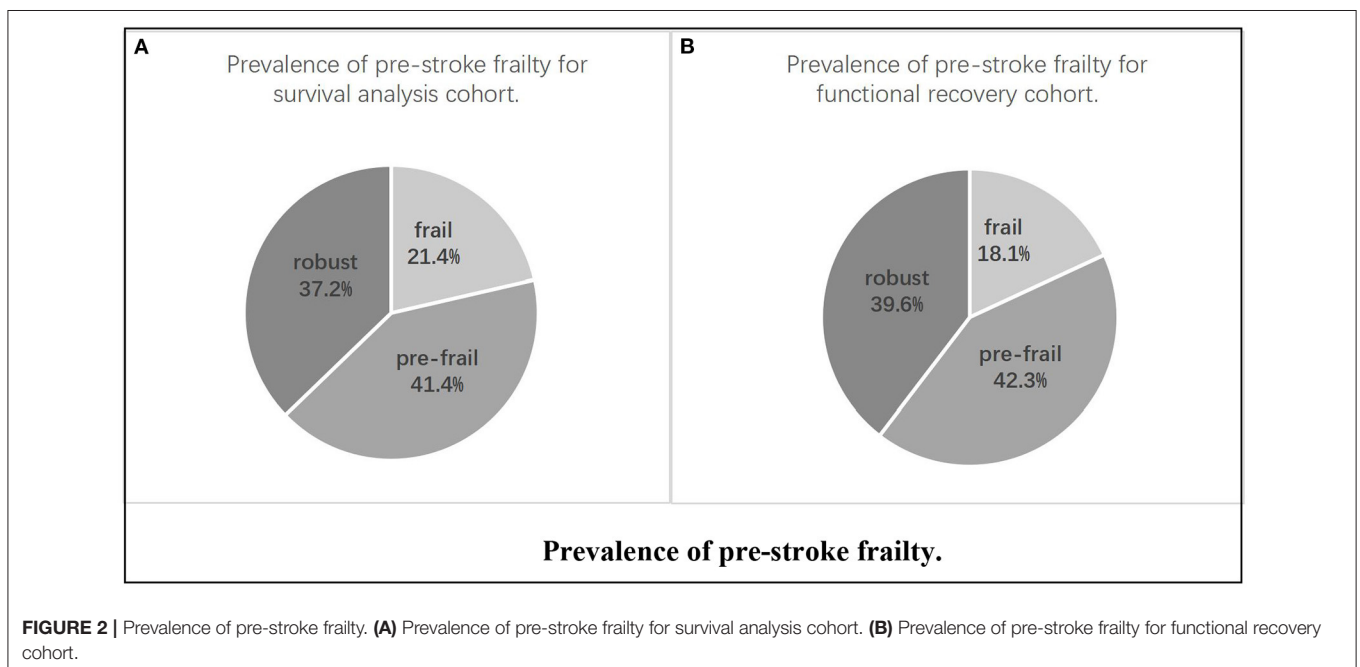 A
Prevalence of pre-stroke frailty for
survival analysis cohort.
frail
21.4%
robust
37.2%
pre-frail
41.4%
B
Prevalence of pre-stroke frailty for
functional recovery cohort.
frail
18.1%
robust
39.6%
pre-frail
42.3%
Prevalence of pre-stroke frailty.
FIGURE 2 | Prevalence of pre-stroke frailty. (A) Prevalence of pre-stroke frailty for survival analysis cohort. (B) Prevalence of pre-stroke frailty for functional recovery
cohort.